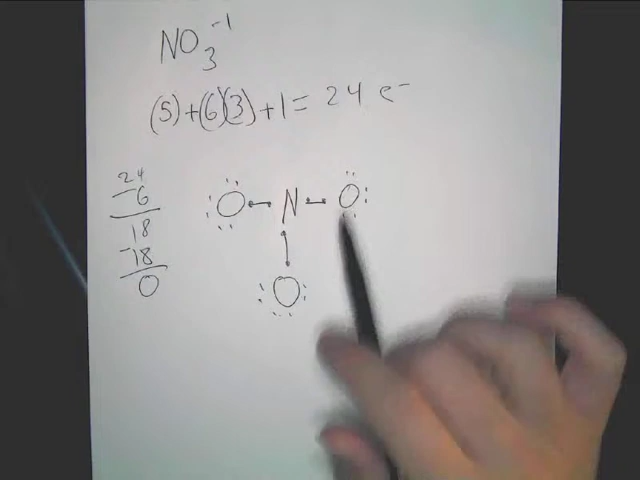 NO₃⁻¹
(5)+(6)(3)+1=24 e⁻
24
-6
18
-18
0
O N O
O